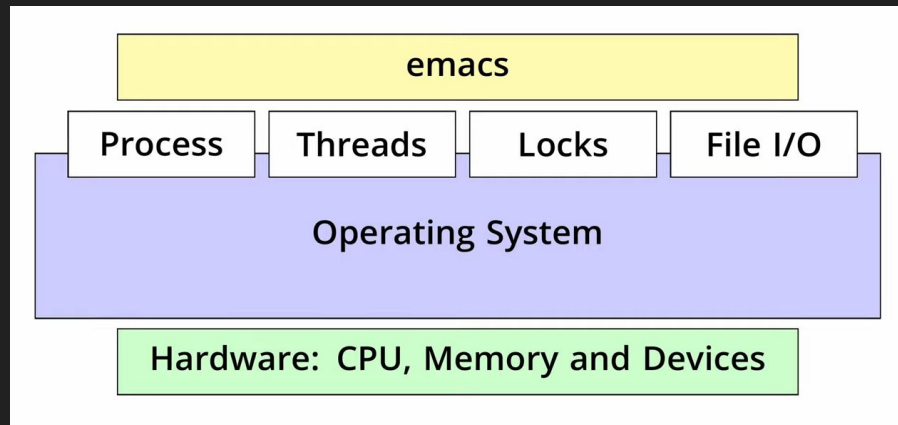 emacs
Process Threads Locks File I/O
Operating System
Hardware: CPU, Memory and Devices